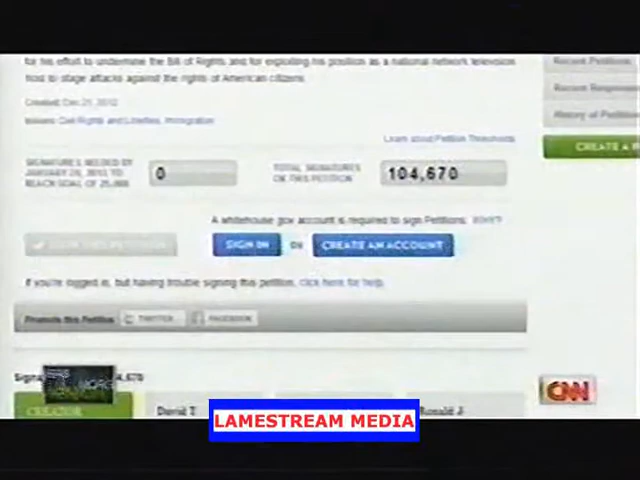 for his effort to undermine the Bill of Rights and for exploiting his position as a national network television
host to stage attacks against the rights of American citizens.
Created: Dec 21, 2012
Issues: Civil Rights and Liberties, Immigration
Learn about Petition Thresholds
SIGNATURES NEEDED BY
JANUARY 20, 2013 TO
REACH GOAL OF 25,000
0
TOTAL SIGNATURES
ON THIS PETITION
104,670
A whitehouse.gov account is required to sign Petitions. WHY?
SIGN THIS PETITION
SIGN IN
OR
CREATE AN ACCOUNT
If you're logged in, but having trouble signing this petition, click here for help.
Promote this Petition
TWITTER
FACEBOOK
Recent Petitions
History of
CREATE A
CREATOR
David T
Ronald J
CNN
LAMESTREAM MEDIA